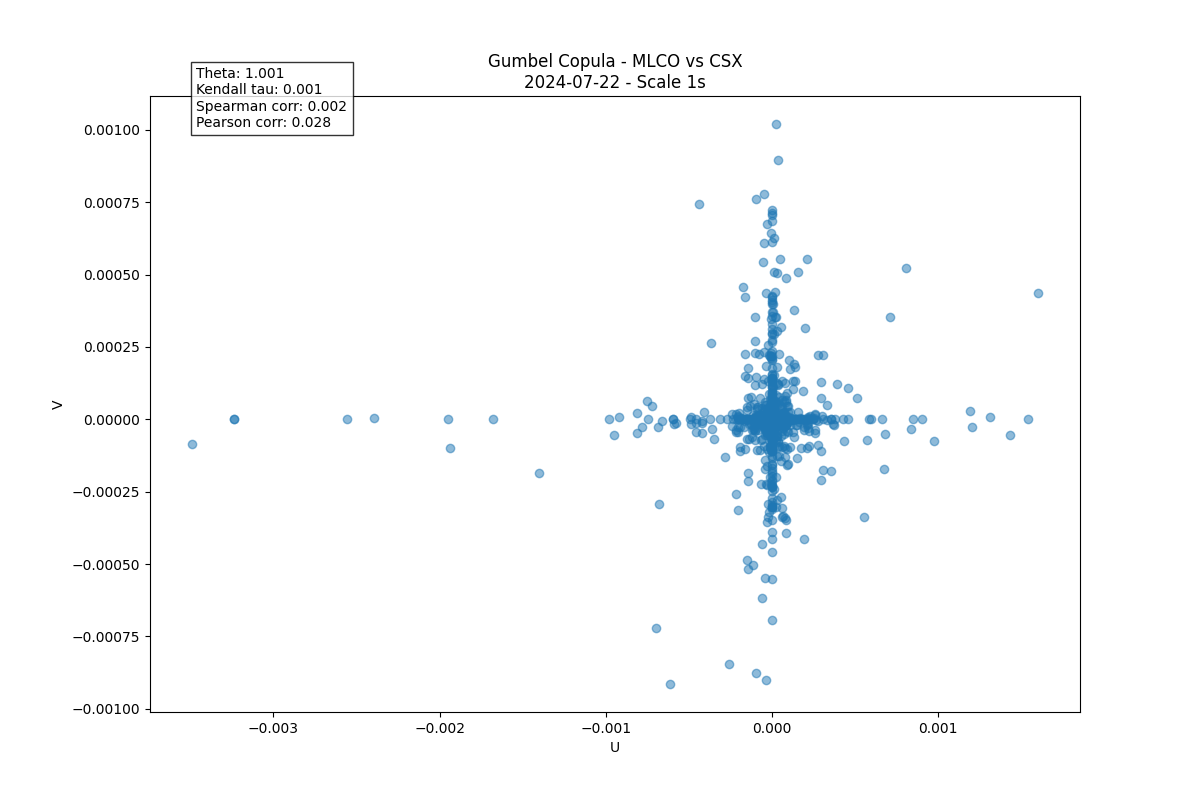 Gumbel Copula - MLCO vs CSX
2024-07-22 - Scale 1s
Theta: 1.001
Kendall tau: 0.001
Spearman corr: 0.002
Pearson corr: 0.028
0.00100
0.00075
0.00050
0.00025
0.00000
−0.00025
−0.00050
−0.00075
−0.00100
V
−0.003
−0.002
−0.001
0.000
0.001
U